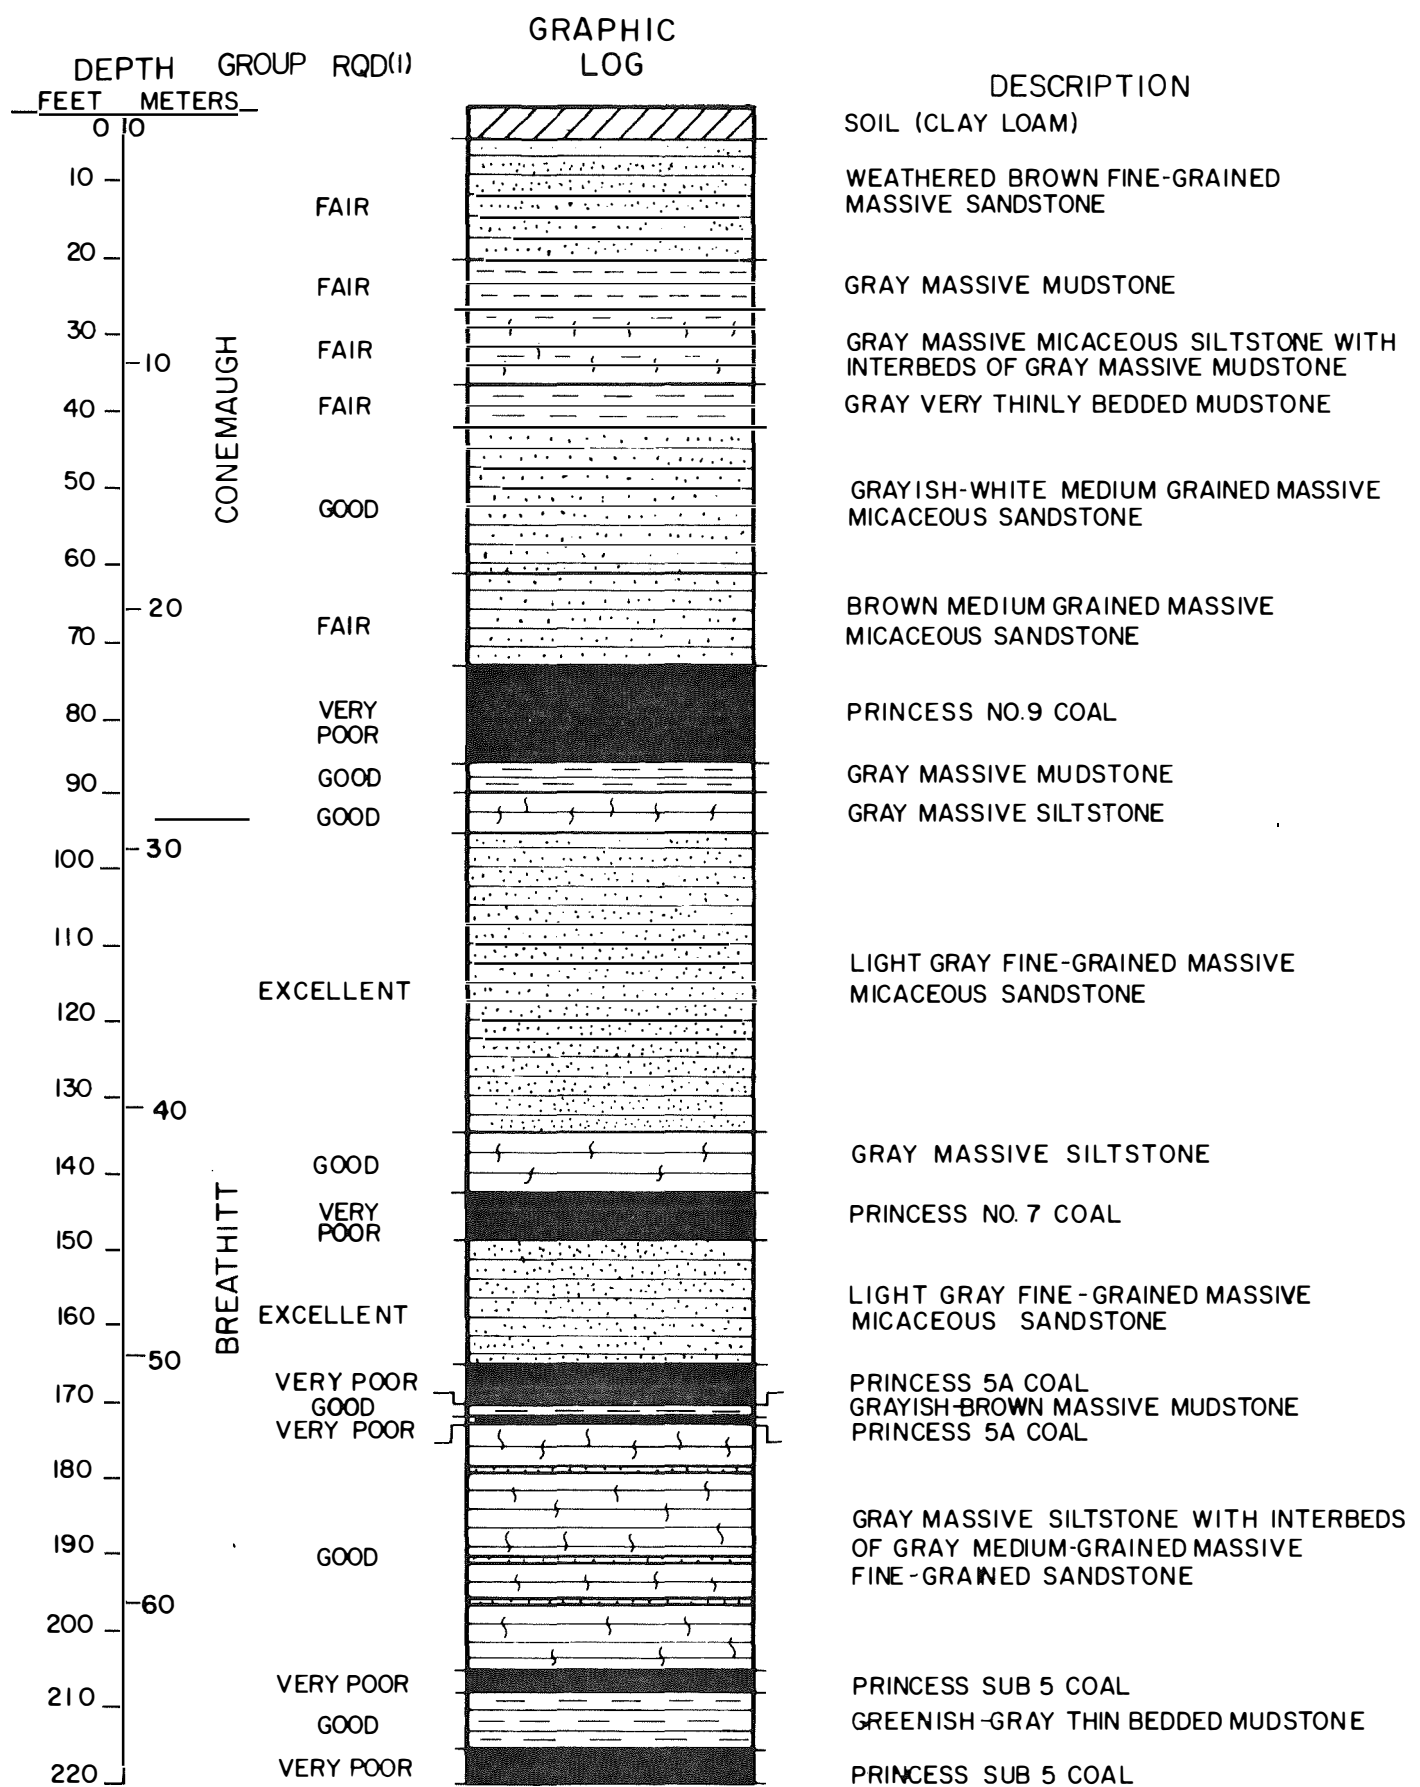 GRAPHIC
LOG
DEPTH GROUP RQD(1)
DESCRIPTION
FEET METERS
0 0
SOIL (CLAY LOAM)
10
WEATHERED BROWN FINE-GRAINED
FAIR MASSIVE SANDSTONE
20
FAIR GRAY MASSIVE MUDSTONE
30
GRAY MASSIVE MICACEOUS SILTSTONE WITH
10 FAIR
INTERBEDS OF GRAY MASSIVE MUDSTONE
40 FAIR GRAY VERY THINLY BEDDED MUDSTONE
CONEMAUGH
50
GRAYISH-WHITE MEDIUM GRAINED MASSIVE
GOOD MICACEOUS SANDSTONE
60
20
BROWN MEDIUM GRAINED MASSIVE
70 FAIR MICACEOUS SANDSTONE
80 VERY PRINCESS NO.9 COAL
POOR
90 GOOD GRAY MASSIVE MUDSTONE
GOOD GRAY MASSIVE SILTSTONE
30
100
110
LIGHT GRAY FINE-GRAINED MASSIVE
EXCELLENT MICACEOUS SANDSTONE
120
130
40
140 GOOD GRAY MASSIVE SILTSTONE
VERY PRINCESS NO. 7 COAL
POOR
150
BREATHITT
LIGHT GRAY FINE-GRAINED MASSIVE
160 EXCELLENT MICACEOUS SANDSTONE
50
VERY POOR PRINCESS 5A COAL
170 GOOD GRAYISH-BROWN MASSIVE MUDSTONE
VERY POOR PRINCESS 5A COAL
180
GRAY MASSIVE SILTSTONE WITH INTERBEDS
190 GOOD OF GRAY MEDIUM-GRAINED MASSIVE
FINE-GRAINED SANDSTONE
60
200
VERY POOR PRINCESS SUB 5 COAL
210
GOOD GREENISH-GRAY THIN BEDDED MUDSTONE
220 VERY POOR PRINCESS SUB 5 COAL